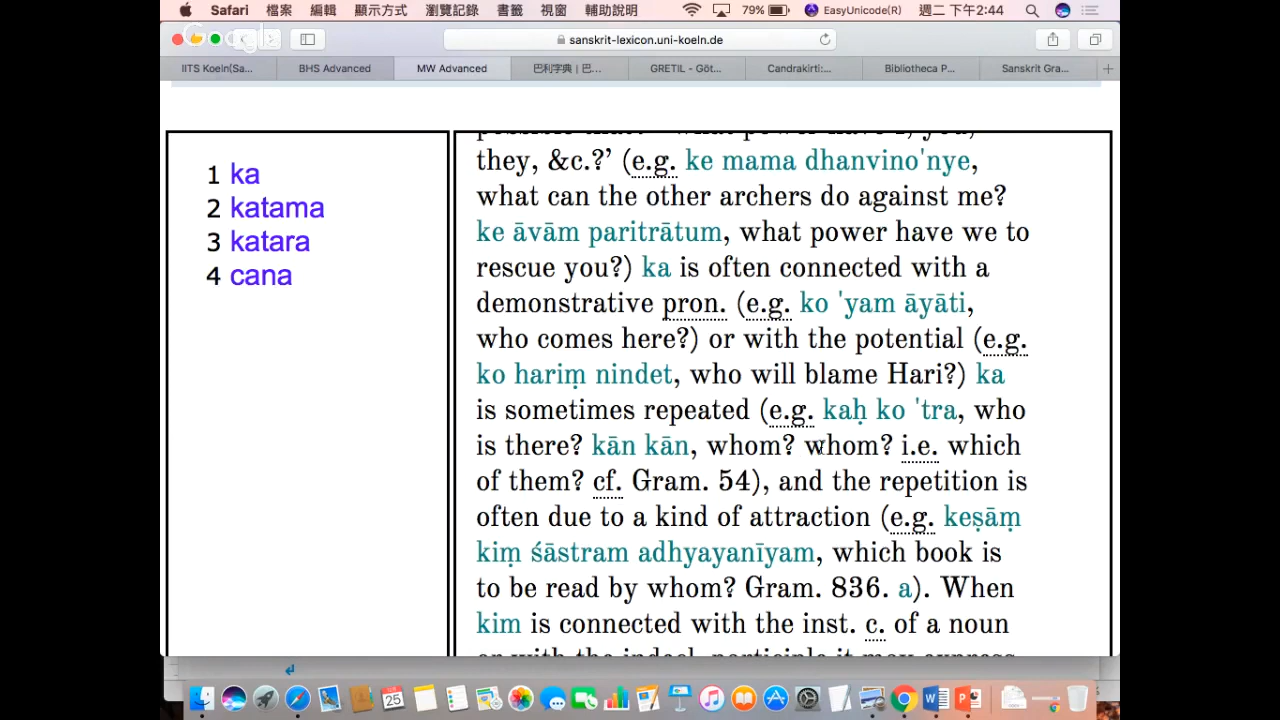 Safari 檔案 編輯 顯示方式 瀏覽記錄 書籤 視窗 輔助說明 79% EasyUnicode(R) 週二 下午2:44
sanskrit-lexicon.uni-koeln.de
IITS Koeln(Sa... BHS Advanced MW Advanced 巴利字典 | 巴... GRETIL - Göt... Candrakirti:... Bibliotheca P... Sanskrit Gra...
1 ka
2 katama
3 katara
4 cana
they, &c.?’ (e.g. ke mama dhanvino'nye,
what can the other archers do against me?
ke āvām paritrātum, what power have we to
rescue you?) ka is often connected with a
demonstrative pron. (e.g. ko 'yam āyāti,
who comes here?) or with the potential (e.g.
ko hariṃ nindet, who will blame Hari?) ka
is sometimes repeated (e.g. kaḥ ko 'tra, who
is there? kān kān, whom? whom? i.e. which
of them? cf. Gram. 54), and the repetition is
often due to a kind of attraction (e.g. keṣāṃ
kiṃ śāstram adhyayanīyam, which book is
to be read by whom? Gram. 836. a). When
kim is connected with the inst. c. of a noun